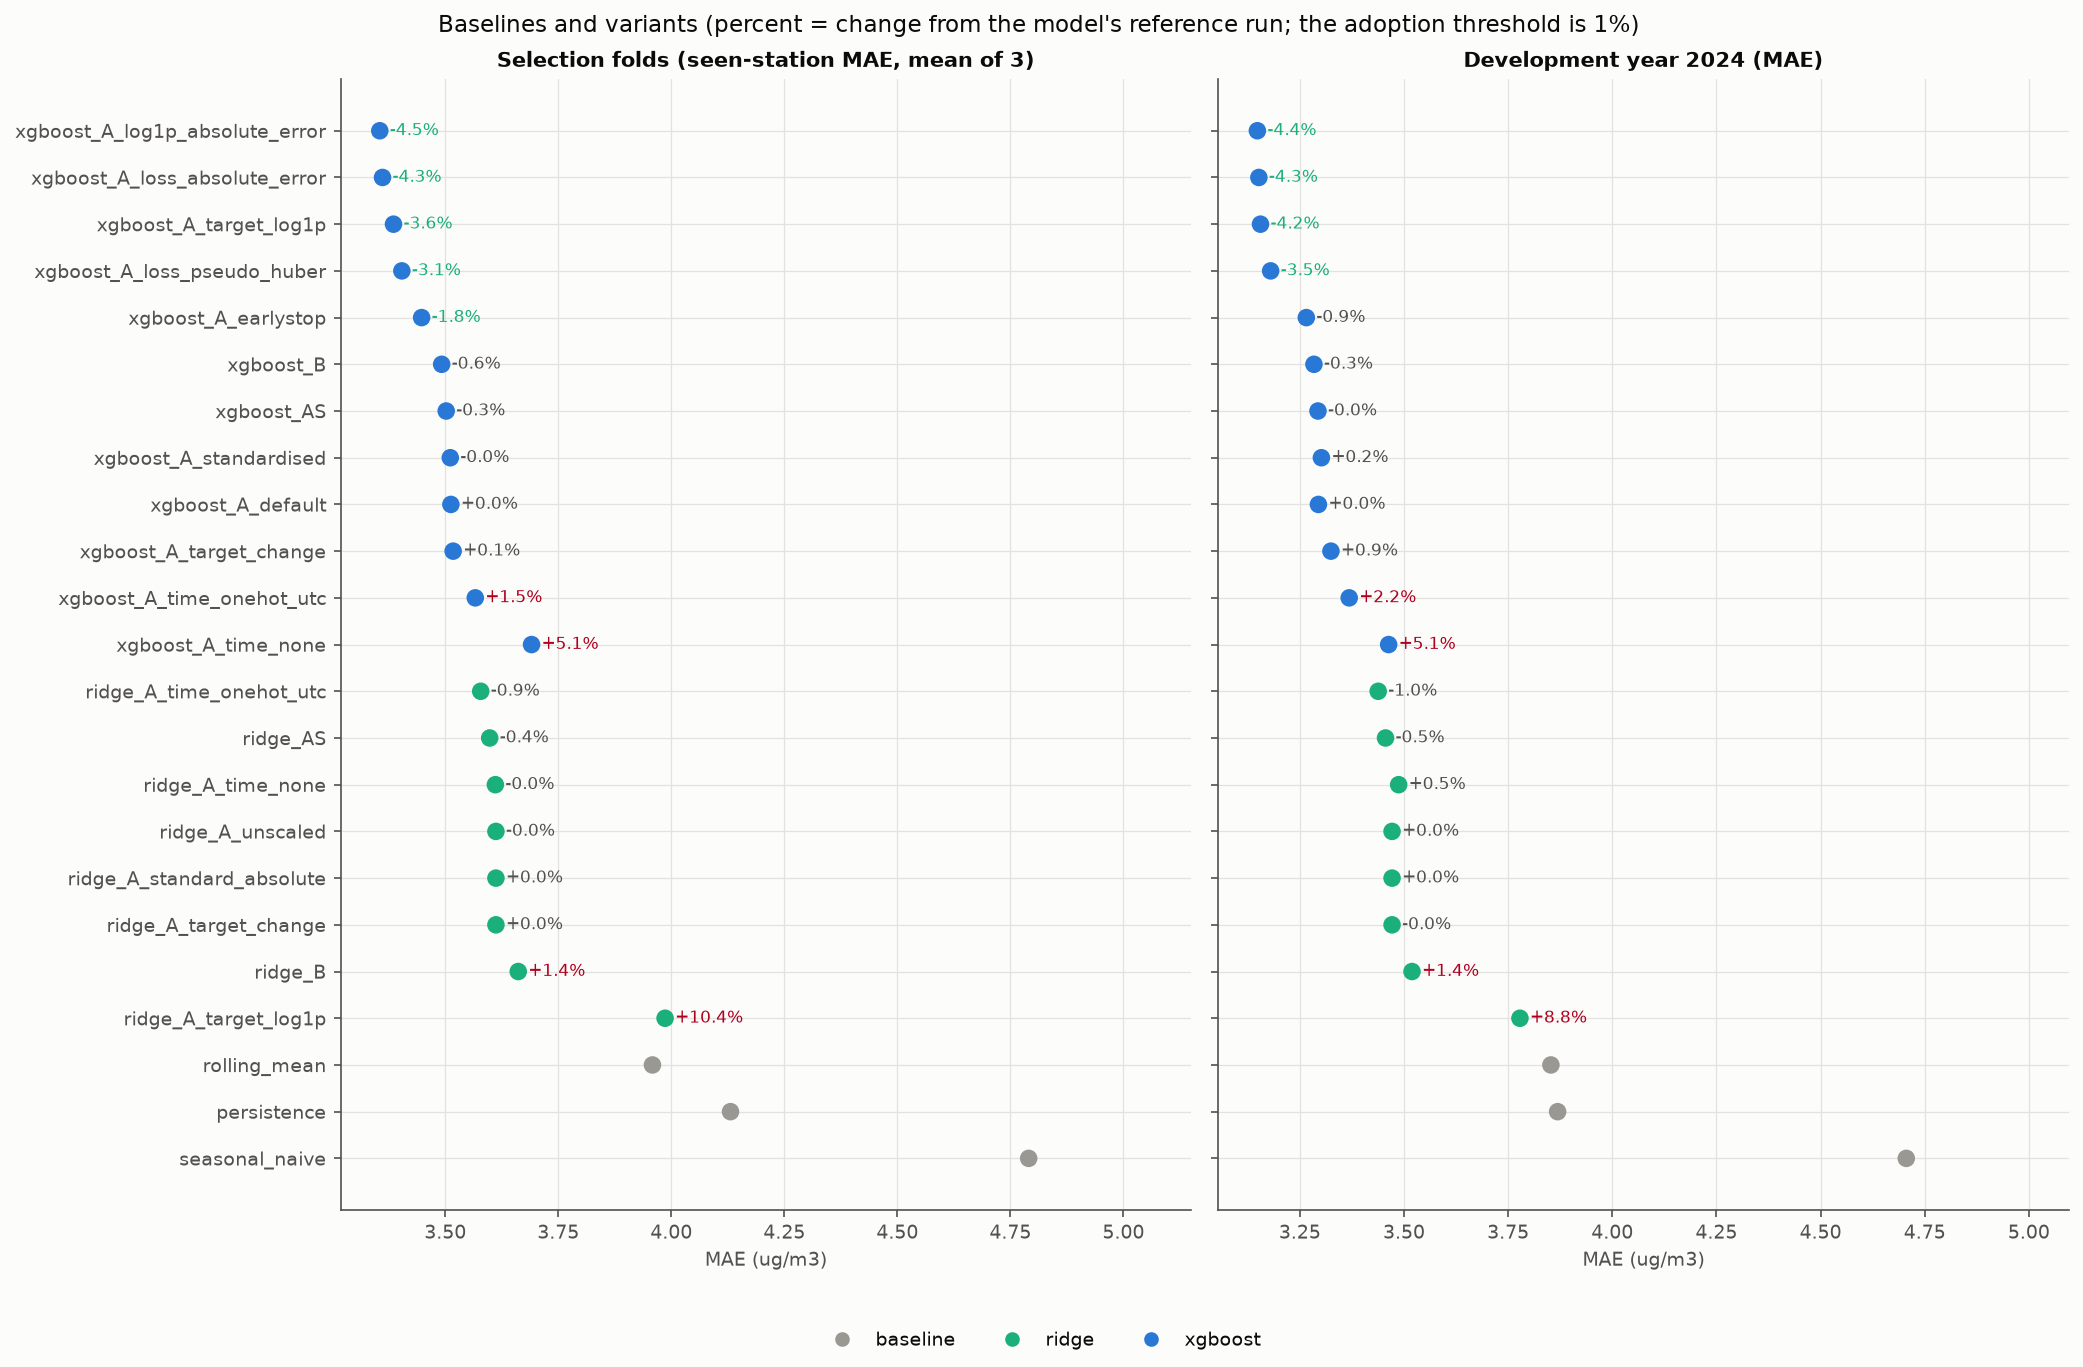 Baselines and variants (percent = change from the model's reference run; the adoption threshold is 1%)
Selection folds (seen-station MAE, mean of 3)
Development year 2024 (MAE)
xgboost_A_log1p_absolute_error -4.5% -4.4%
xgboost_A_loss_absolute_error -4.3% -4.3%
xgboost_A_target_log1p -3.6% -4.2%
xgboost_A_loss_pseudo_huber -3.1% -3.5%
xgboost_A_earlystop -1.8% -0.9%
xgboost_B -0.6% -0.3%
xgboost_AS -0.3% -0.0%
xgboost_A_standardised -0.0% +0.2%
xgboost_A_default +0.0% +0.0%
xgboost_A_target_change +0.1% +0.9%
xgboost_A_time_onehot_utc +1.5% +2.2%
xgboost_A_time_none +5.1% +5.1%
ridge_A_time_onehot_utc -0.9% -1.0%
ridge_AS -0.4% -0.5%
ridge_A_time_none -0.0% +0.5%
ridge_A_unscaled -0.0% +0.0%
ridge_A_standard_absolute +0.0% +0.0%
ridge_A_target_change +0.0% -0.0%
ridge_B +1.4% +1.4%
ridge_A_target_log1p +10.4% +8.8%
rolling_mean
persistence
seasonal_naive
3.50 3.75 4.00 4.25 4.50 4.75 5.00
MAE (ug/m3)
3.25 3.50 3.75 4.00 4.25 4.50 4.75 5.00
MAE (ug/m3)
baseline ridge xgboost